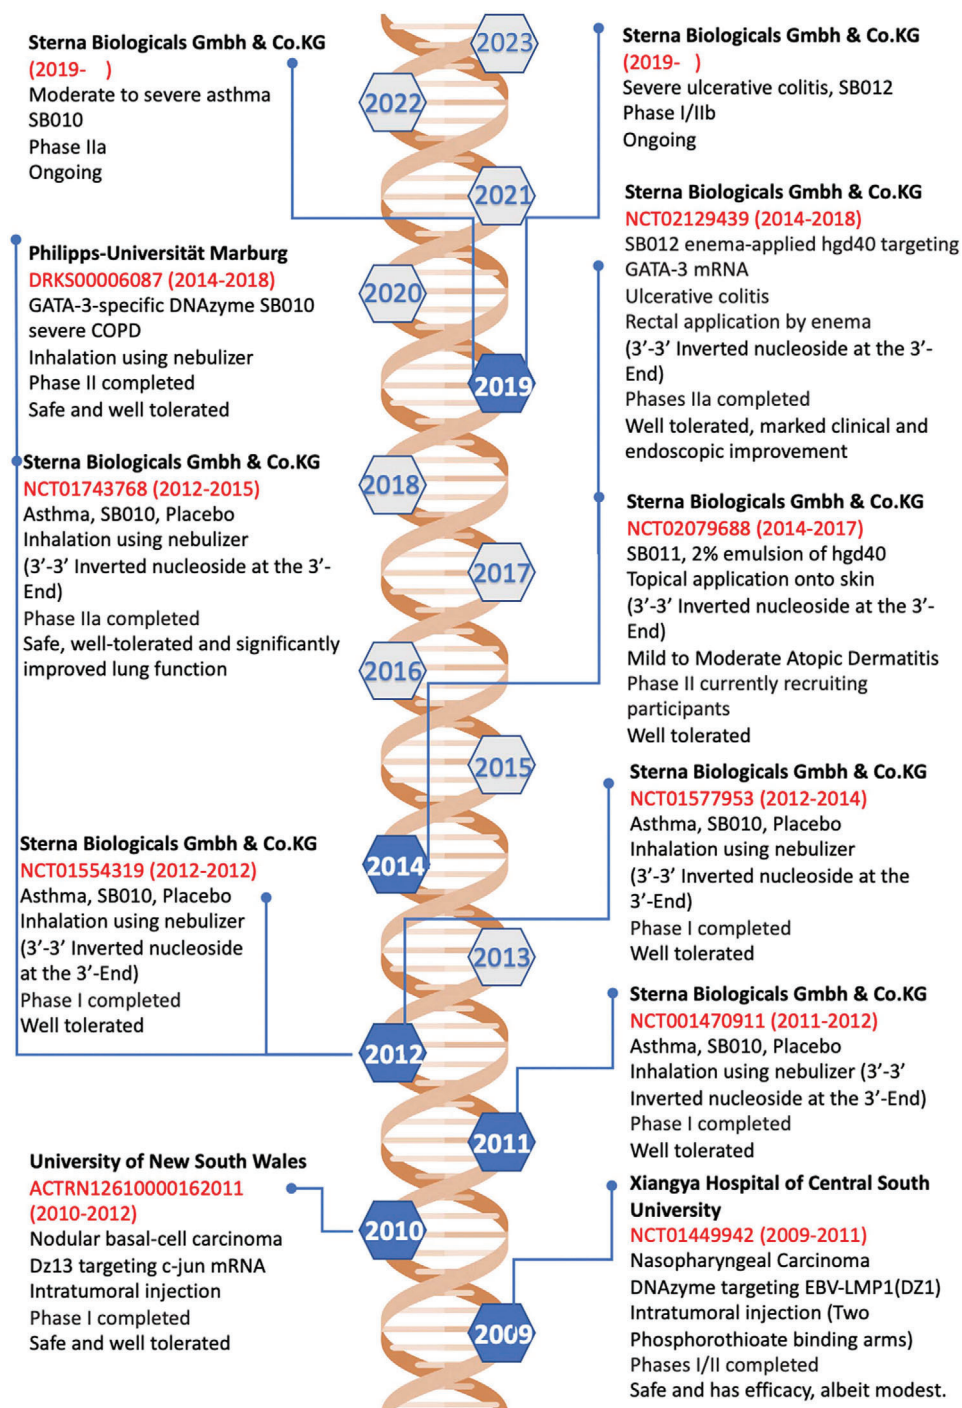 Sterna Biologicals Gmbh & Co.KG
(2019-   )
Moderate to severe asthma
SB010
Phase IIa
Ongoing
Philipps-Universität Marburg
DRKS00006087 (2014-2018)
GATA-3-specific DNAzyme SB010
severe COPD
Inhalation using nebulizer
Phase II completed
Safe and well tolerated
Sterna Biologicals Gmbh & Co.KG
NCT01743768 (2012-2015)
Asthma, SB010, Placebo
Inhalation using nebulizer
(3’-3’ Inverted nucleoside at the 3’-
End)
Phase IIa completed
Safe, well-tolerated and significantly
improved lung function
Sterna Biologicals Gmbh & Co.KG
NCT01554319 (2012-2012)
Asthma, SB010, Placebo
Inhalation using nebulizer
(3’-3’ Inverted nucleoside
at the 3’-End)
Phase I completed
Well tolerated
University of New South Wales
ACTRN12610000162011
(2010-2012)
Nodular basal-cell carcinoma
Dz13 targeting c-jun mRNA
Intratumoral injection
Phase I completed
Safe and well tolerated
2023
2022
2021
2020
2019
2018
2017
2016
2015
2014
2013
2012
2011
2010
2009
Sterna Biologicals Gmbh & Co.KG
(2019-   )
Severe ulcerative colitis, SB012
Phase I/IIb
Ongoing
Sterna Biologicals Gmbh & Co.KG
NCT02129439 (2014-2018)
SB012 enema-applied hgd40 targeting
GATA-3 mRNA
Ulcerative colitis
Rectal application by enema
(3’-3’ Inverted nucleoside at the 3’-
End)
Phases IIa completed
Well tolerated, marked clinical and
endoscopic improvement
Sterna Biologicals Gmbh & Co.KG
NCT02079688 (2014-2017)
SB011, 2% emulsion of hgd40
Topical application onto skin
(3’-3’ Inverted nucleoside at the 3’-
End)
Mild to Moderate Atopic Dermatitis
Phase II currently recruiting
participants
Well tolerated
Sterna Biologicals Gmbh & Co.KG
NCT01577953 (2012-2014)
Asthma, SB010, Placebo
Inhalation using nebulizer
(3’-3’ Inverted nucleoside at the
3’-End)
Phase I completed
Well tolerated
Sterna Biologicals Gmbh & Co.KG
NCT001470911 (2011-2012)
Asthma, SB010, Placebo
Inhalation using nebulizer (3’-3’
Inverted nucleoside at the 3’-End)
Phase I completed
Well tolerated
Xiangya Hospital of Central South
University
NCT01449942 (2009-2011)
Nasopharyngeal Carcinoma
DNAzyme targeting EBV-LMP1(DZ1)
Intratumoral injection (Two
Phosphorothioate binding arms)
Phases I/II completed
Safe and has efficacy, albeit modest.